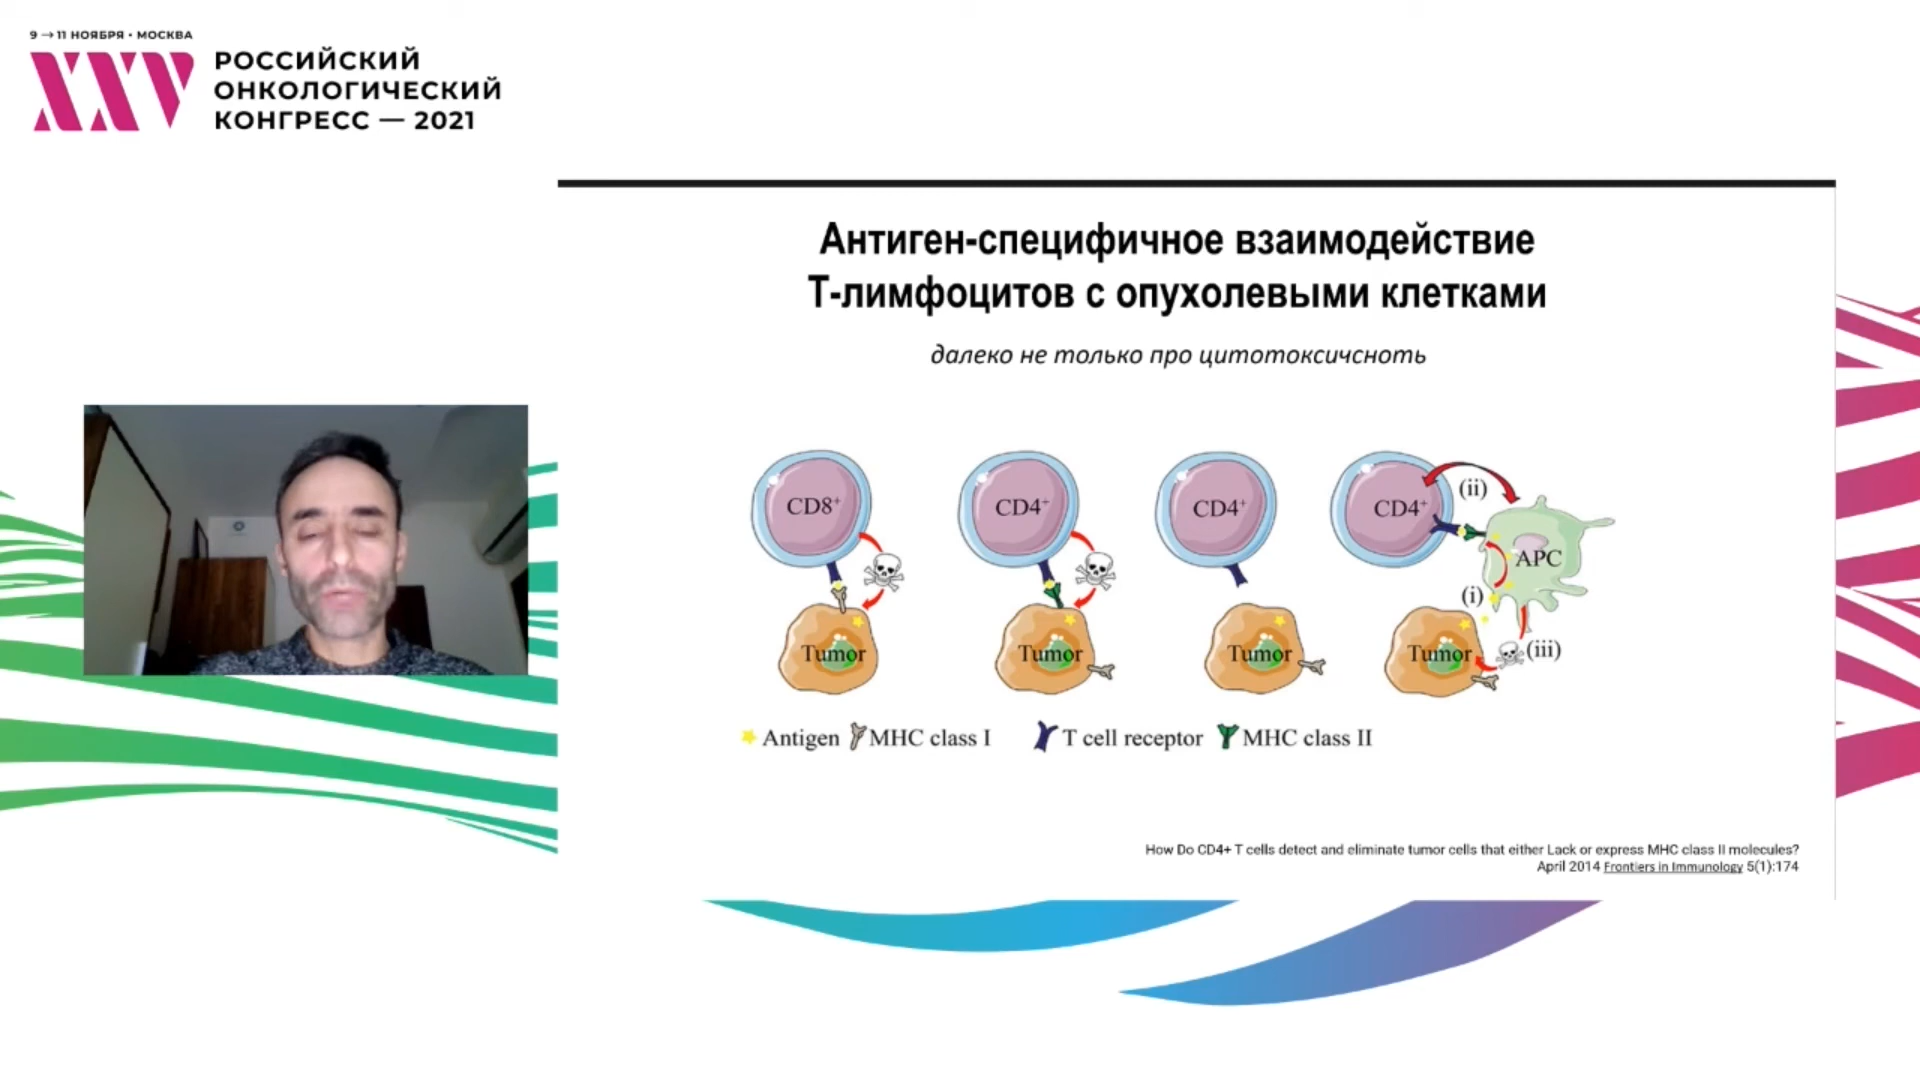 9 → 11 НОЯБРЯ • МОСКВА
XXV
РОССИЙСКИЙ
ОНКОЛОГИЧЕСКИЙ
КОНГРЕСС — 2021
Антиген-специфичное взаимодействие
Т-лимфоцитов с опухолевыми клетками
далеко не только про цитотоксичсноть
CD8+
CD4+
CD4+
CD4+
(ii)
APC
(i)
(iii)
Tumor
Tumor
Tumor
Tumor
Antigen MHC class I T cell receptor MHC class II
How Do CD4+ T cells detect and eliminate tumor cells that either Lack or express MHC class II molecules?
April 2014 Frontiers in Immunology 5(1):174